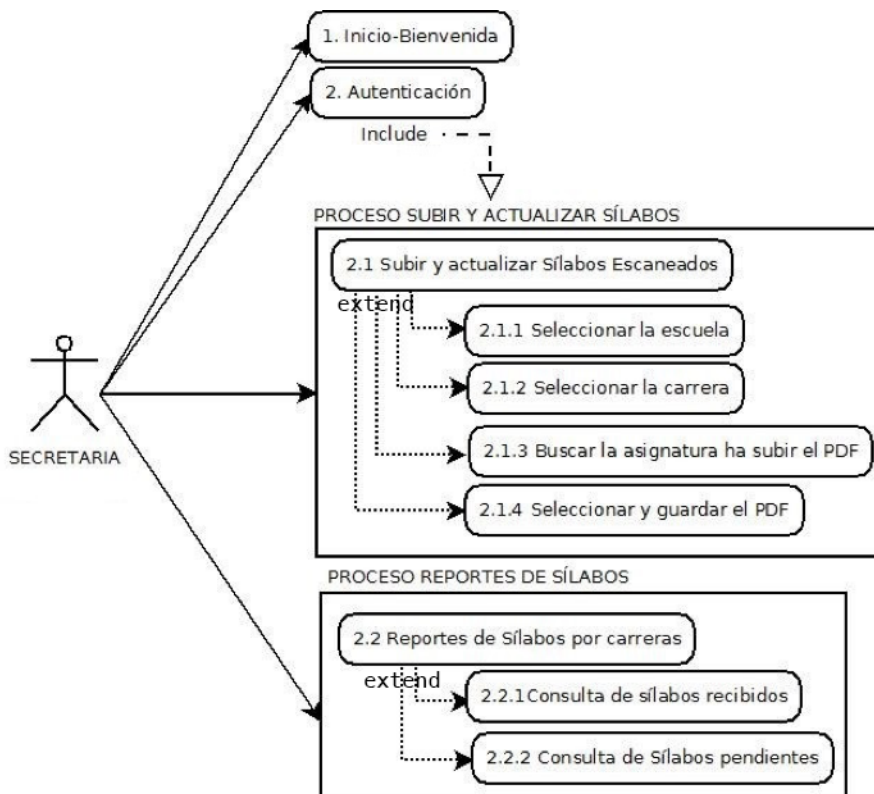 1. Inicio-Bienvenida
2. Autenticación
Include
PROCESO SUBIR Y ACTUALIZAR SÍLABOS
2.1 Subir y actualizar Sílabos Escaneados
extend
2.1.1 Seleccionar la escuela
2.1.2 Seleccionar la carrera
2.1.3 Buscar la asignatura ha subir el PDF
2.1.4 Seleccionar y guardar el PDF
SECRETARIA
PROCESO REPORTES DE SÍLABOS
2.2 Reportes de Sílabos por carreras
extend
2.2.1Consulta de sílabos recibidos
2.2.2 Consulta de Sílabos pendientes